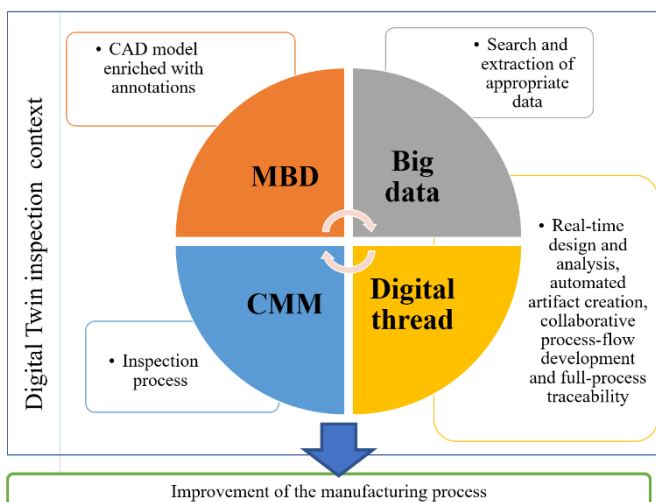 Digital Twin inspection
context
• CAD model
enriched with
annotations
• Search and
extraction of
appropriate
data
MBD
Big
data
CMM
Digital
thread
• Inspection
process
• Real-time
design and
analysis,
automated
artifact creation,
collaborative
process-flow
development
and full-process
traceability
Improvement of the manufacturing process